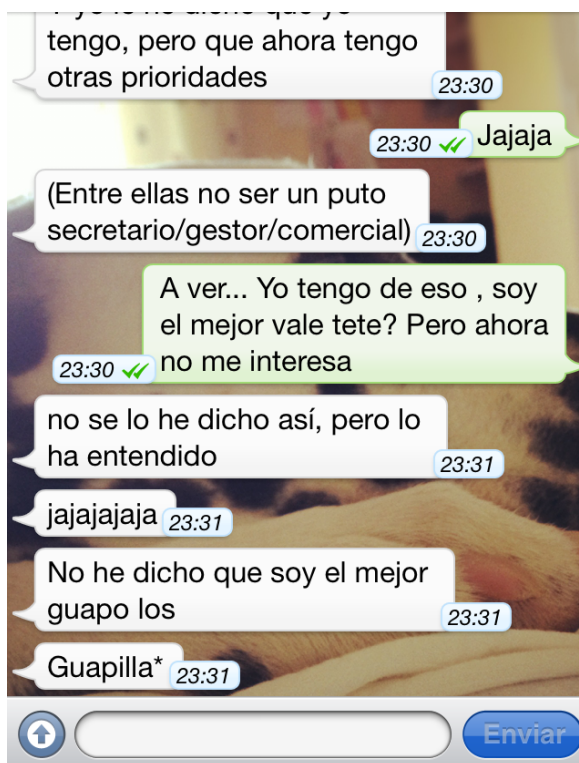 tengo, pero que ahora tengo
otras prioridades
23:30
Jajaja
23:30
(Entre ellas no ser un puto
secretario/gestor/comercial)
23:30
A ver... Yo tengo de eso , soy
el mejor vale tete? Pero ahora
no me interesa
23:30
no se lo he dicho así, pero lo
ha entendido
23:31
jajajajaja
23:31
No he dicho que soy el mejor
guapo los
23:31
Guapilla*
23:31
Enviar